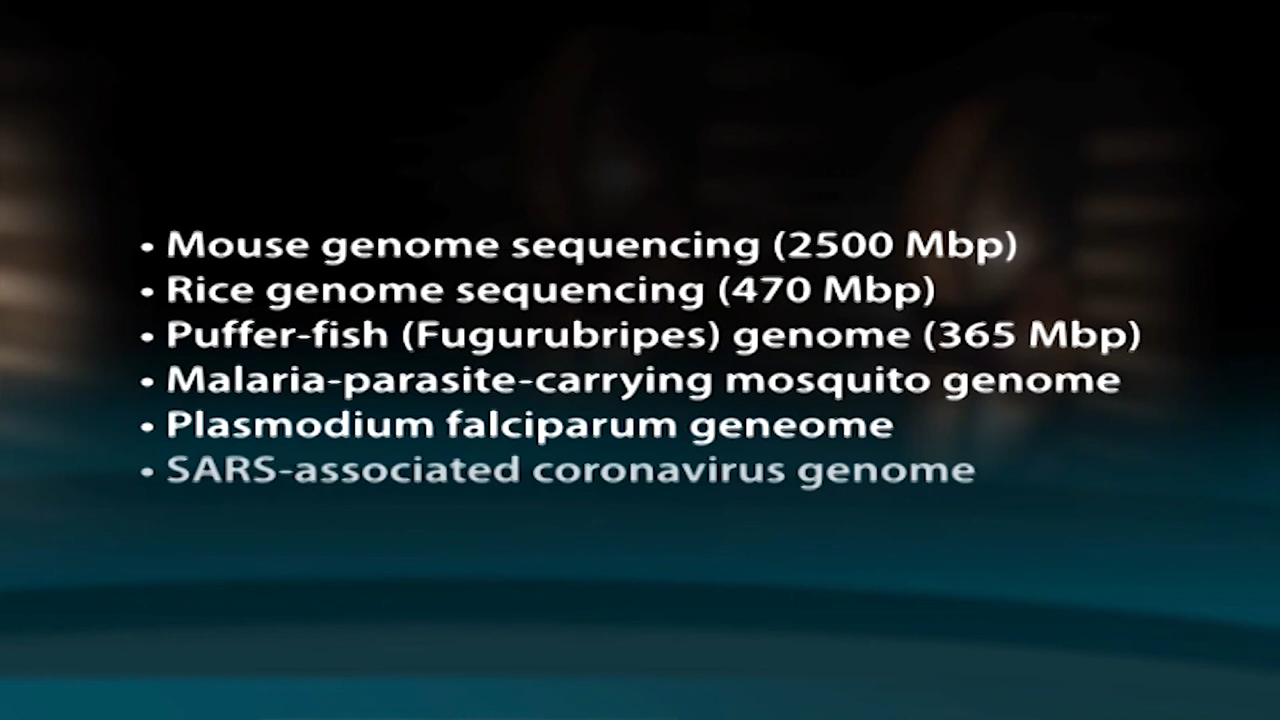 • Mouse genome sequencing (2500 Mbp)
• Rice genome sequencing (470 Mbp)
• Puffer-fish (Fugurubripes) genome (365 Mbp)
• Malaria-parasite-carrying mosquito genome
• Plasmodium falciparum geneome
• SARS-associated coronavirus genome